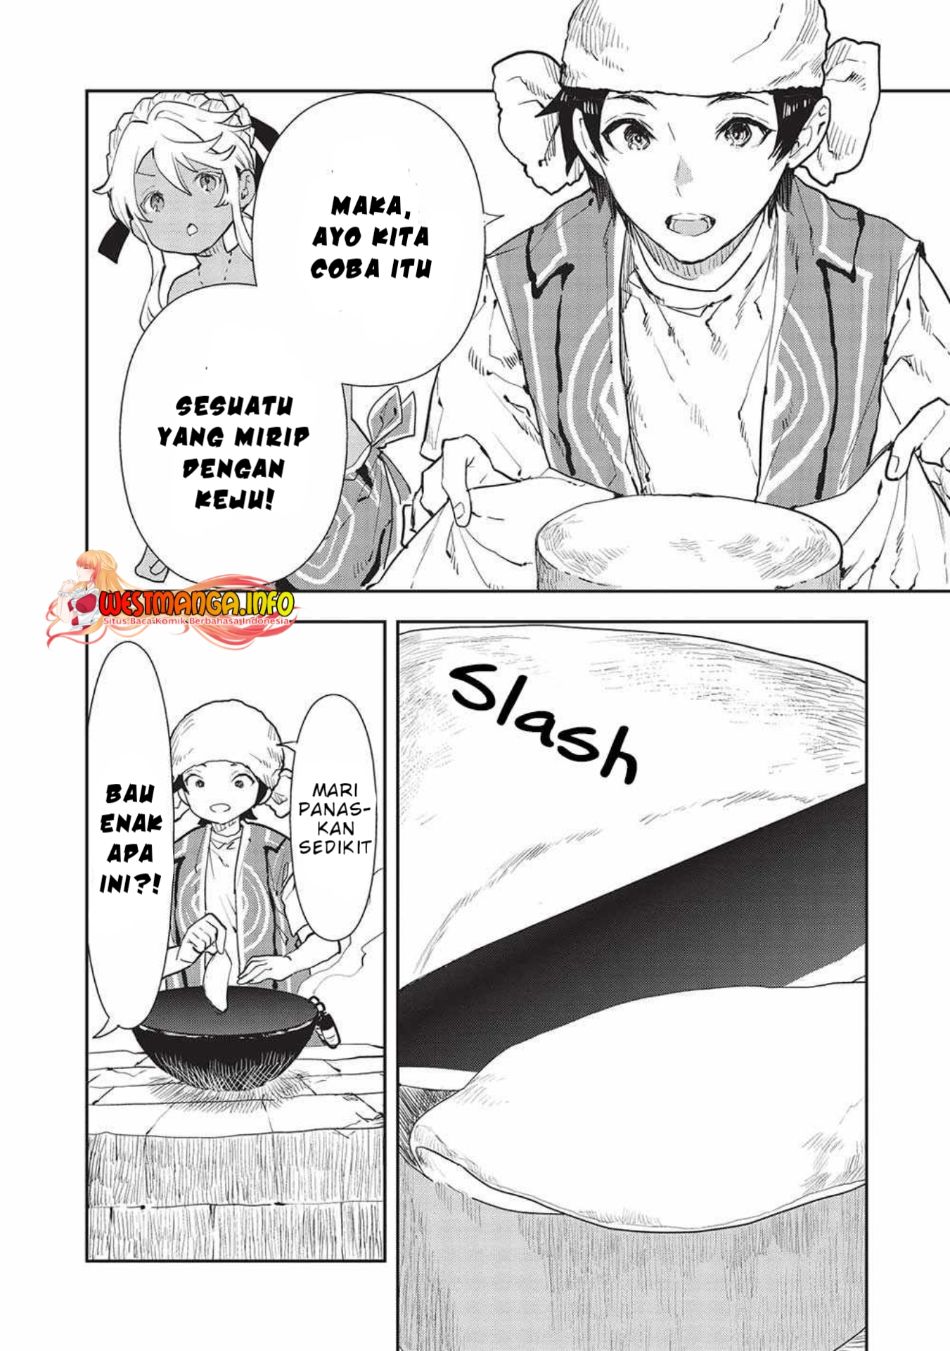 MAKA,
AYO KITA
COBA ITU
SESUATU
YANG MIRIP
DENGAN
KEJU!
WESTMANGA.INFO
Situs Baca Komik Berbahasa Indonesia
Slash
MARI
PANAS-
KAN
SEDIKIT
BAU
ENAK
APA
INI?!